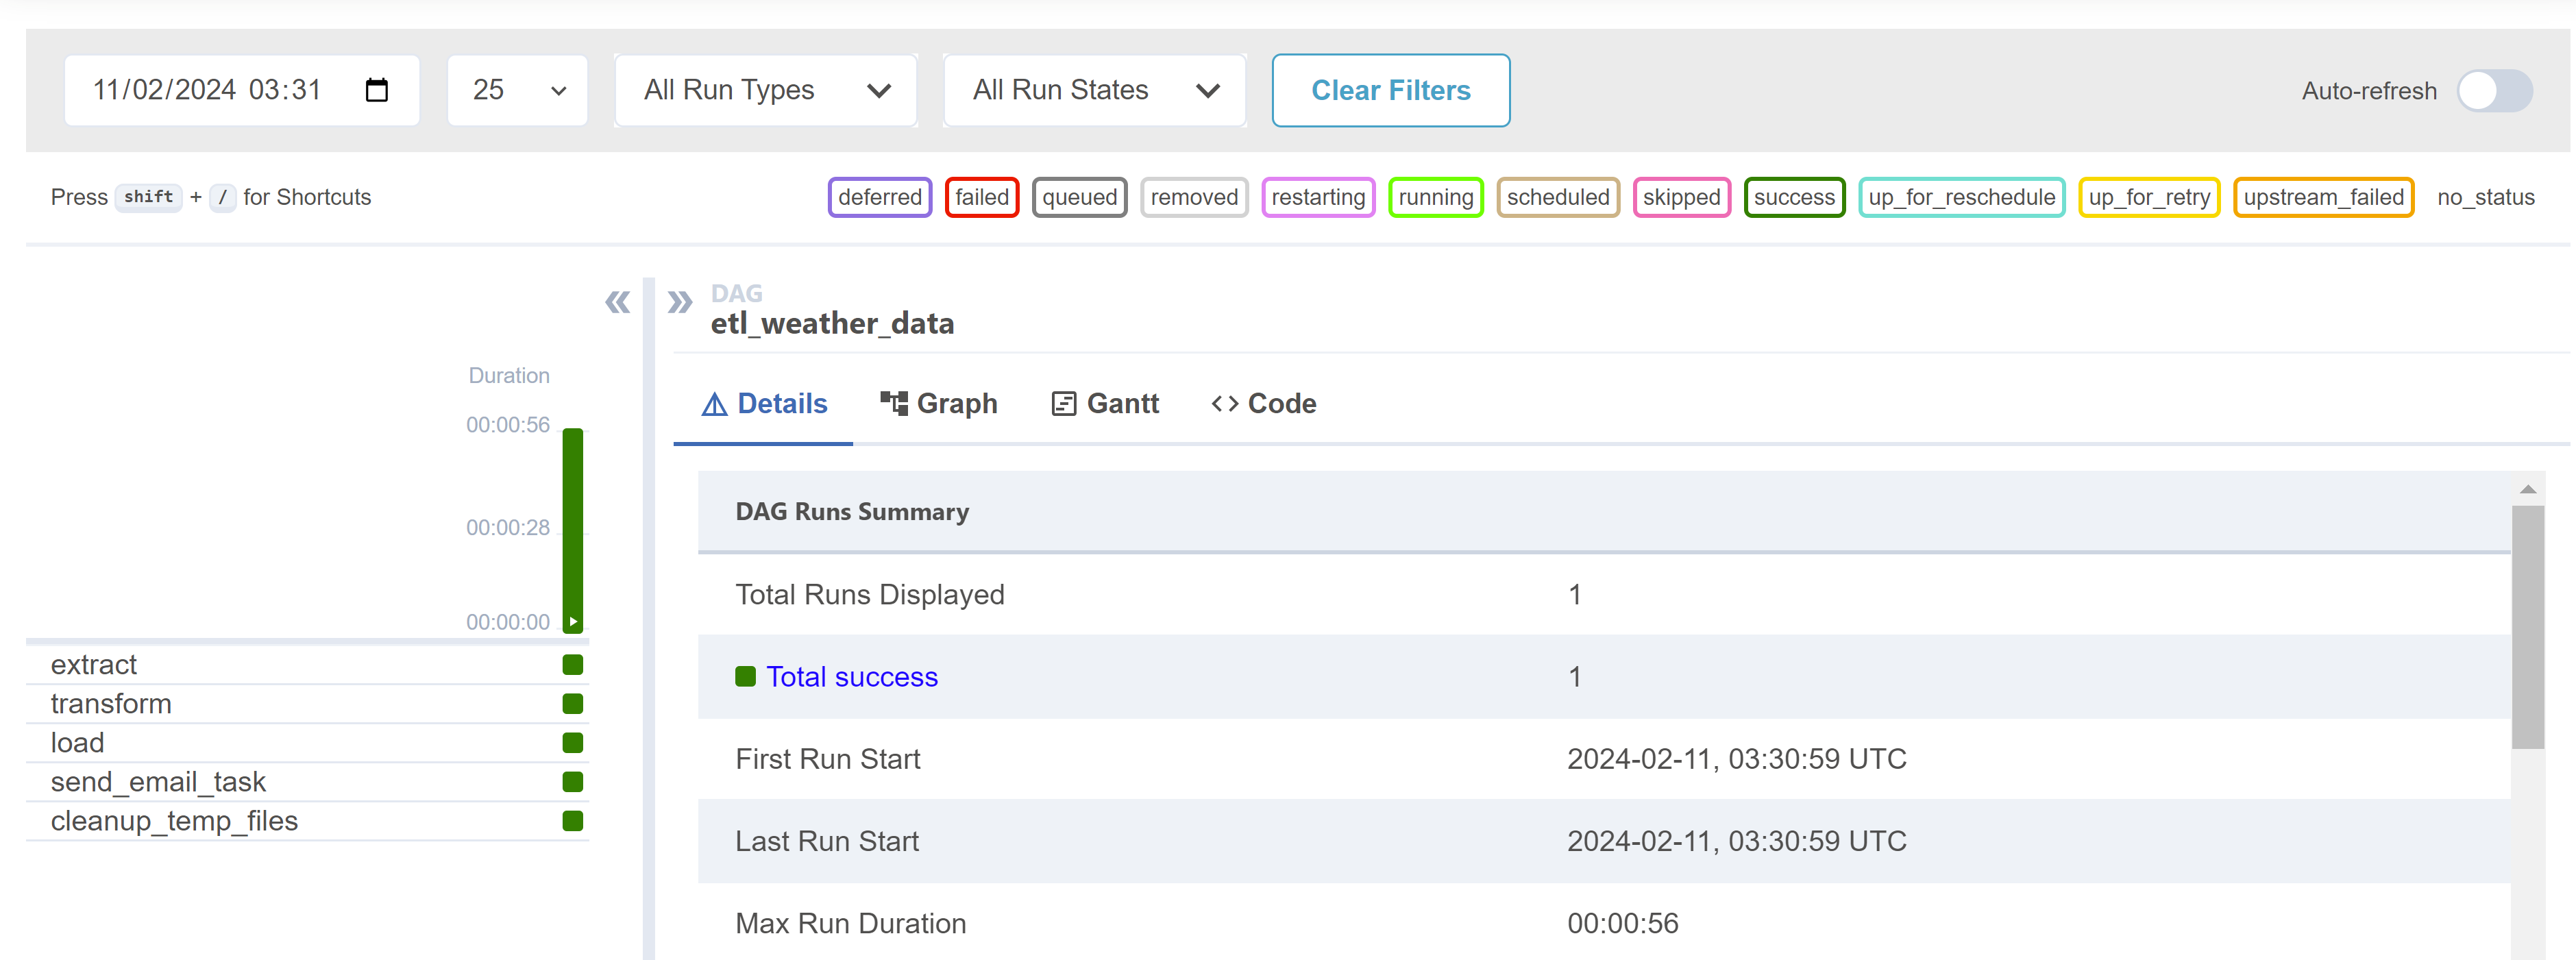 11/02/2024 03:31
25
All Run Types
All Run States
Clear Filters
Auto-refresh
Press shift + / for Shortcuts
deferred failed queued removed restarting running scheduled skipped success up_for_reschedule up_for_retry upstream_failed no_status
DAG
etl_weather_data
Duration
00:00:56
00:00:28
00:00:00
extract
transform
load
send_email_task
cleanup_temp_files
Details Graph Gantt Code
DAG Runs Summary
Total Runs Displayed 1
Total success 1
First Run Start 2024-02-11, 03:30:59 UTC
Last Run Start 2024-02-11, 03:30:59 UTC
Max Run Duration 00:00:56